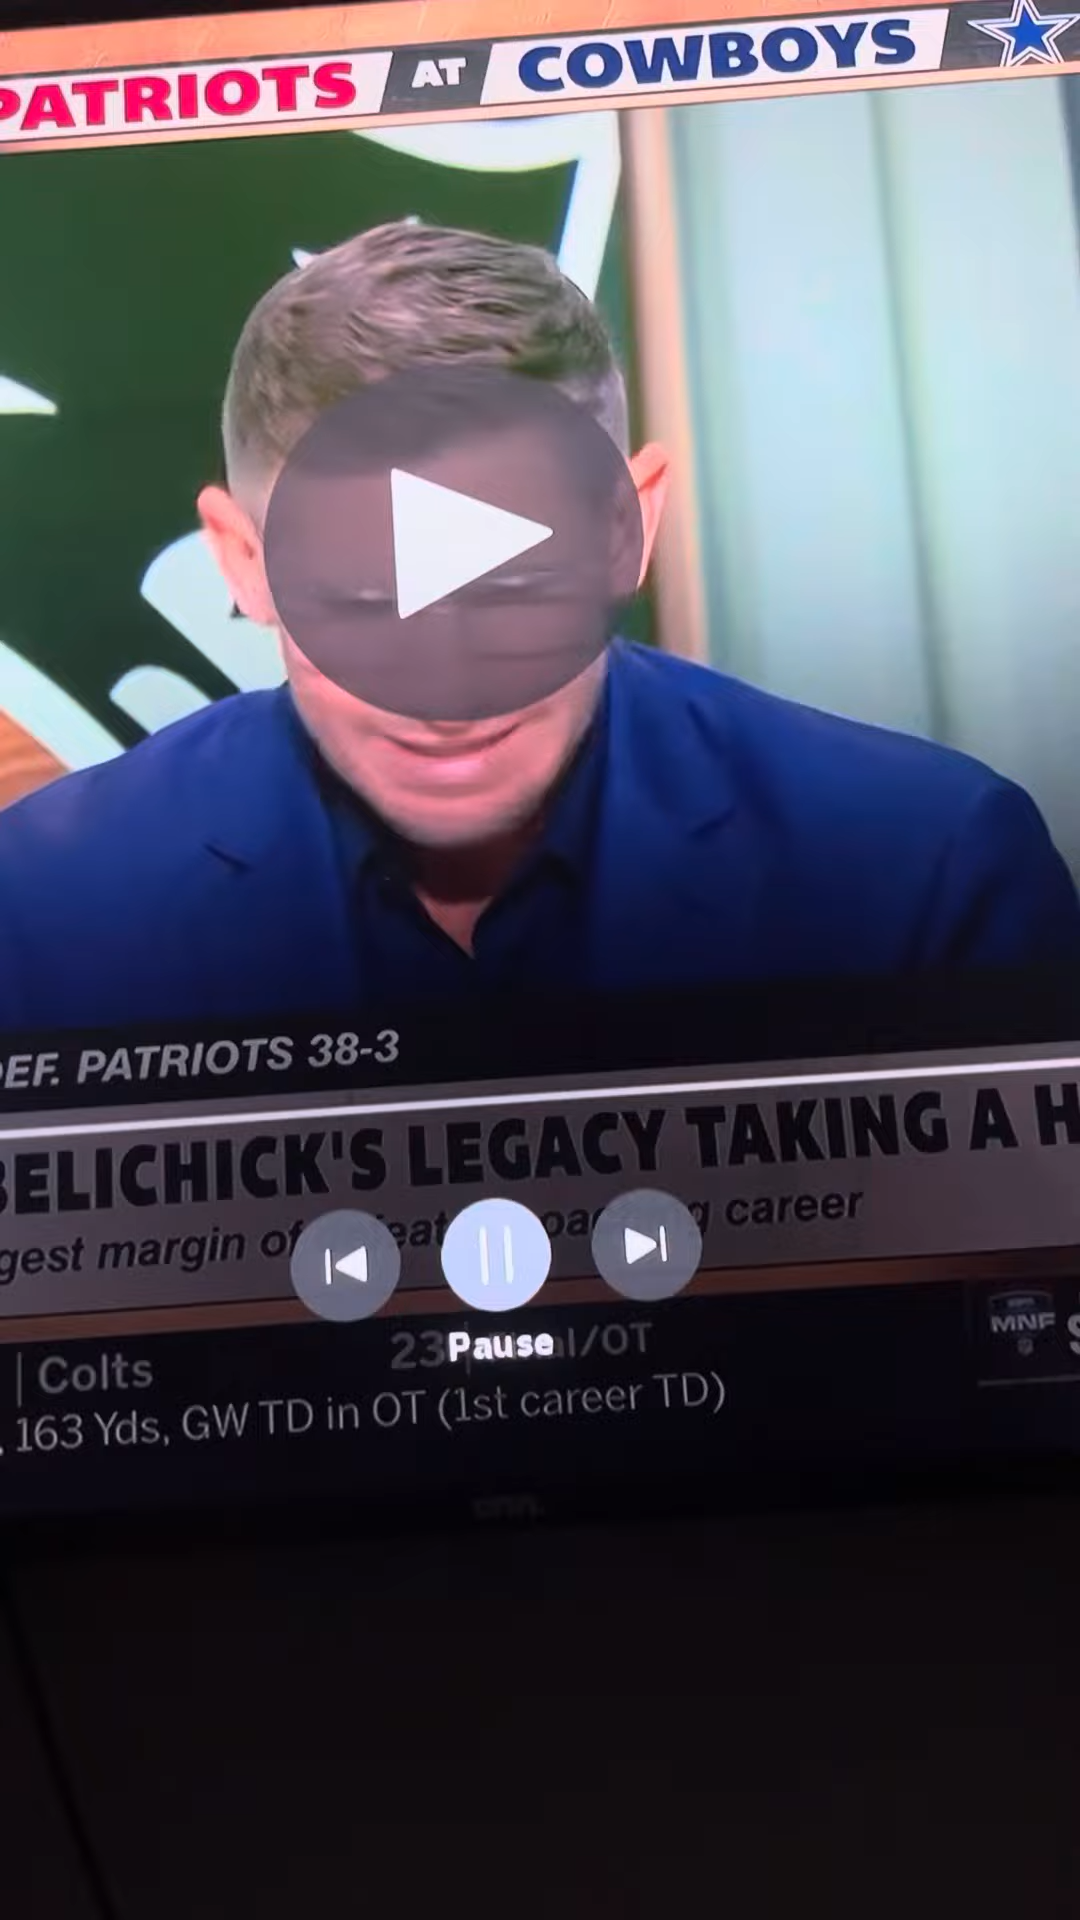 PATRIOTS AT COWBOYS
DEF. PATRIOTS 38-3
BELICHICK'S LEGACY TAKING A H
gest margin of career
Pause
| Colts 23 /OT
163 Yds, GW TD in OT (1st career TD)
MNF